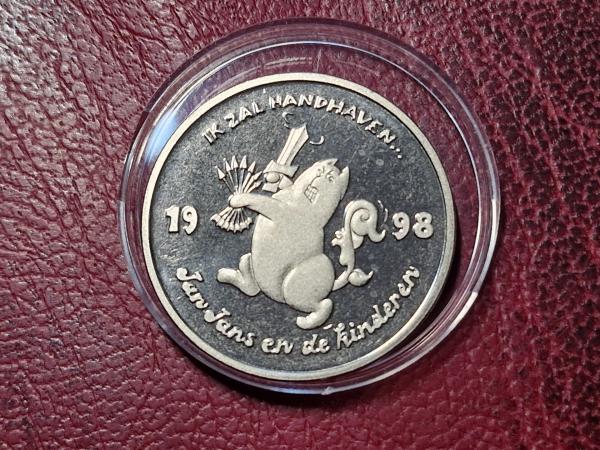 IK ZAL HANDHAVEN...
19 98
Jan Jans en de kinderen